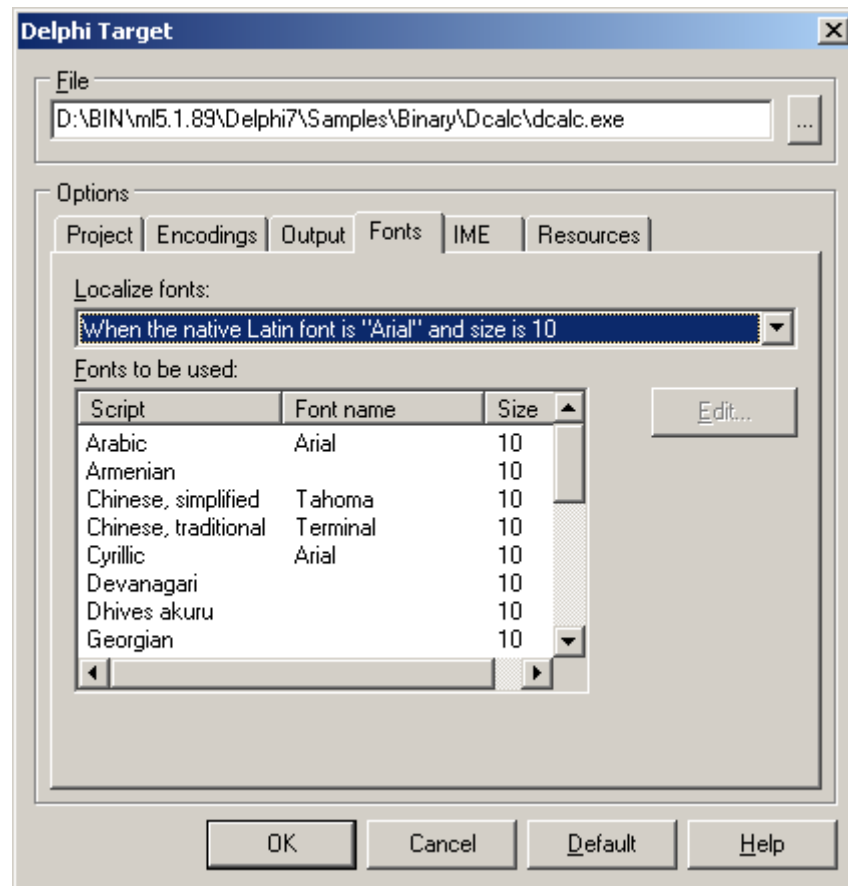 Delphi Target
File
D:\BIN\ml5.1.89\Delphi7\Samples\Binary\Dcalc\dcalc.exe
...
Options
Project Encodings Output Fonts IME Resources
Localize fonts:
When the native Latin font is "Arial" and size is 10
Fonts to be used:
Script Font name Size
Edit...
Arabic Arial 10
Armenian 10
Chinese, simplified Tahoma 10
Chinese, traditional Terminal 10
Cyrillic Arial 10
Devanagari 10
Dhives akuru 10
Georgian 10
OK Cancel Default Help